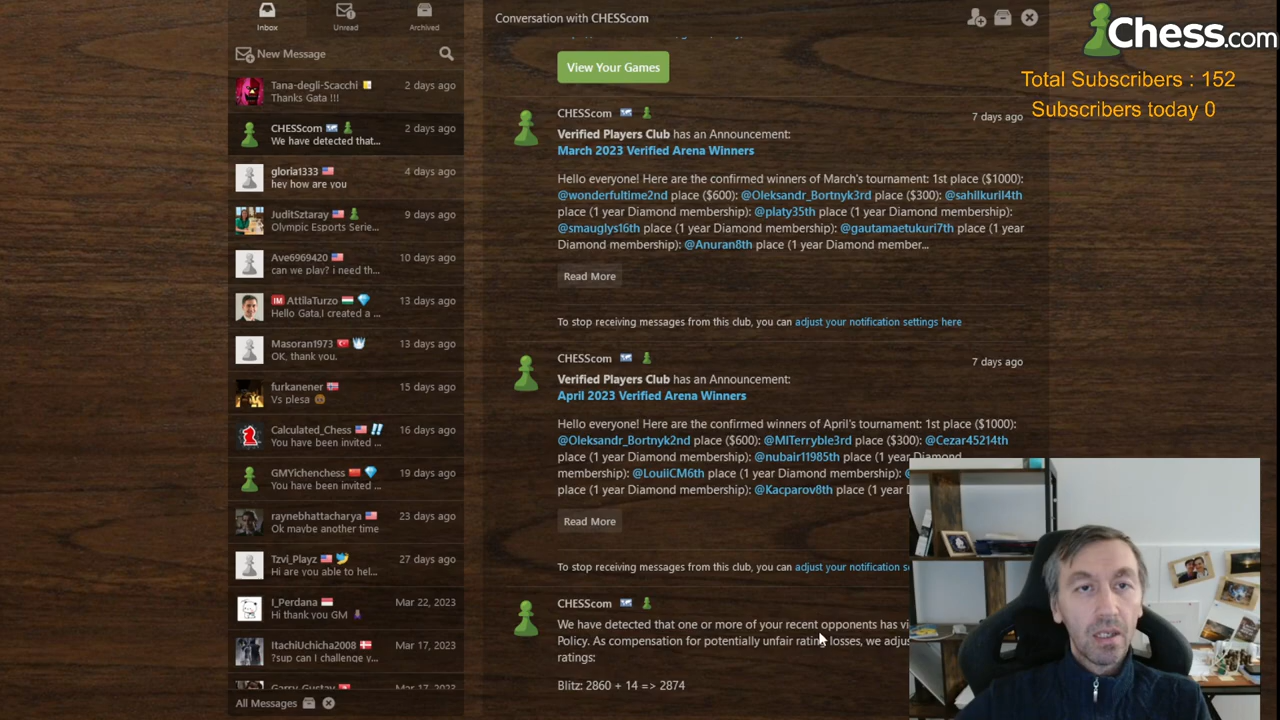 Inbox
Unread
Archived
New Message
Tana-degli-Scacchi
2 days ago
Thanks Gata !!!
CHESScom
2 days ago
We have detected that...
gloria1333
4 days ago
hey how are you
JuditSztaray
9 days ago
Olympic Esports Serie...
Ave6969420
10 days ago
can we play? i need th...
IM AttilaTurzo
13 days ago
Hello Gata,I created a ...
Masoran1973
13 days ago
OK, thank you.
furkanener
15 days ago
Vs plesa
Calculated_Chess
16 days ago
You have been invited ...
GMYichenchess
19 days ago
You have been invited ...
raynebhattacharya
23 days ago
Ok maybe another time
Tzvi_Playz
27 days ago
Hi are you able to hel...
I_Perdana
Mar 22, 2023
Hi thank you GM
ItachiUchicha2008
Mar 17, 2023
?sup can I challenge y...
Garry_Gustav
Mar 17, 2023
All Messages
Conversation with CHESScom
View Your Games
CHESScom
7 days ago
Verified Players Club has an Announcement:
March 2023 Verified Arena Winners
Hello everyone! Here are the confirmed winners of March's tournament: 1st place ($1000):
@wonderfultime2nd place ($600): @Oleksandr_Bortnyk3rd place ($300): @sahilkuril4th
place (1 year Diamond membership): @platy35th place (1 year Diamond membership):
@smauglys16th place (1 year Diamond membership): @gautamaetukuri7th place (1 year
Diamond membership): @Anuran8th place (1 year Diamond member...
Read More
To stop receiving messages from this club, you can adjust your notification settings here
CHESScom
7 days ago
Verified Players Club has an Announcement:
April 2023 Verified Arena Winners
Hello everyone! Here are the confirmed winners of April's tournament: 1st place ($1000):
@Oleksandr_Bortnyk2nd place ($600): @MITerryble3rd place ($300): @Cezar45214th
place (1 year Diamond membership): @nubair11985th place (1 year Diamond
membership): @LouiiCM6th place (1 year Diamond membership):
place (1 year Diamond membership): @Kacparov8th place (1 year
Read More
To stop receiving messages from this club, you can adjust your notification
CHESScom
We have detected that one or more of your recent opponents has
Policy. As compensation for potentially unfair rating losses, we
ratings:
Blitz: 2860 + 14 => 2874
Chess.com
Total Subscribers : 152
Subscribers today 0